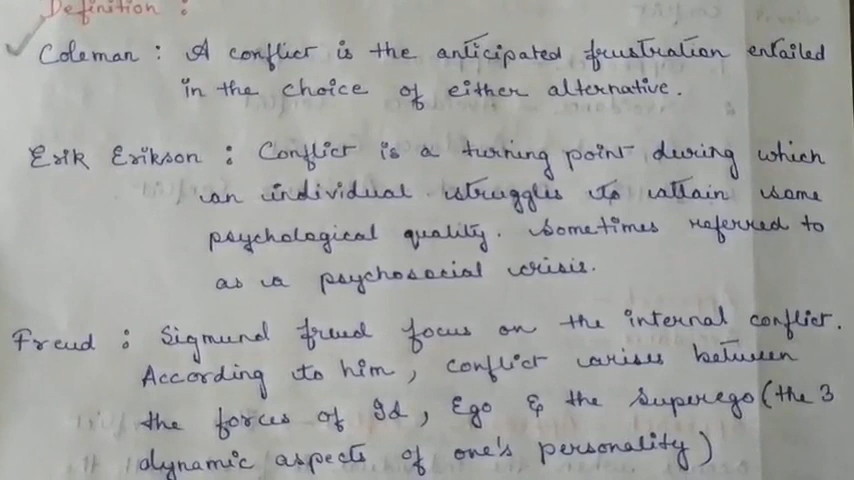 Definition :
Coleman : A conflict is the anticipated frustration entailed
in the choice of either alternative.
Erik Erikson : Conflict is a turning point during which
an individual struggles to attain some
psychological quality. Sometimes referred to
as a psychosocial crisis.
Freud : Sigmund freud focus on the internal conflict.
According to him, conflict arises between
the forces of Id, Ego & the Superego (the 3
dynamic aspects of one's personality)